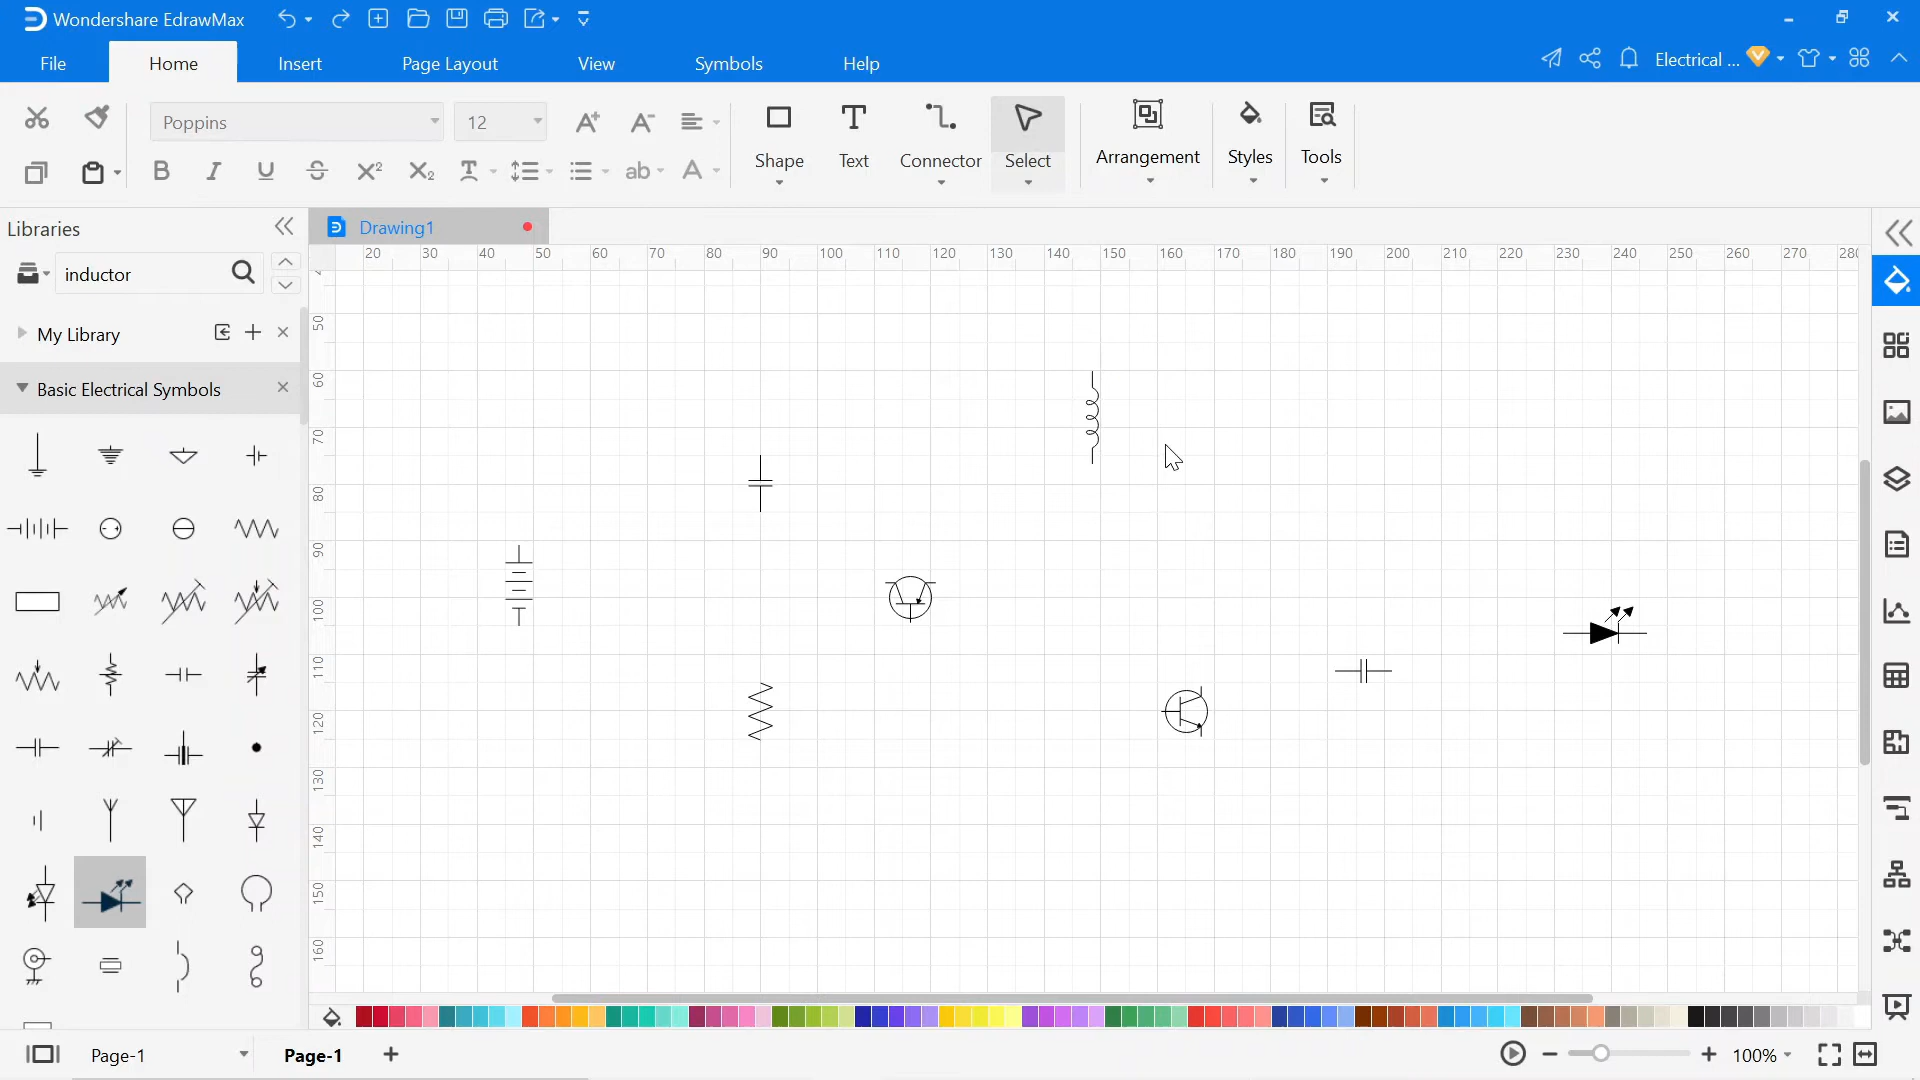 Wondershare EdrawMax
File
Home
Insert
Page Layout
View
Symbols
Help
Electrical ...
Poppins
12
Shape
Text
Connector
Select
Arrangement
Styles
Tools
Libraries
Drawing1
20 30 40 50 60 70 80 90 100 110 120 130 140 150 160 170 180 190 200 210 220 230 240 250 260 270 280
inductor
My Library
Basic Electrical Symbols
50
60
70
80
90
100
110
120
130
140
150
160
Page-1
Page-1
100%